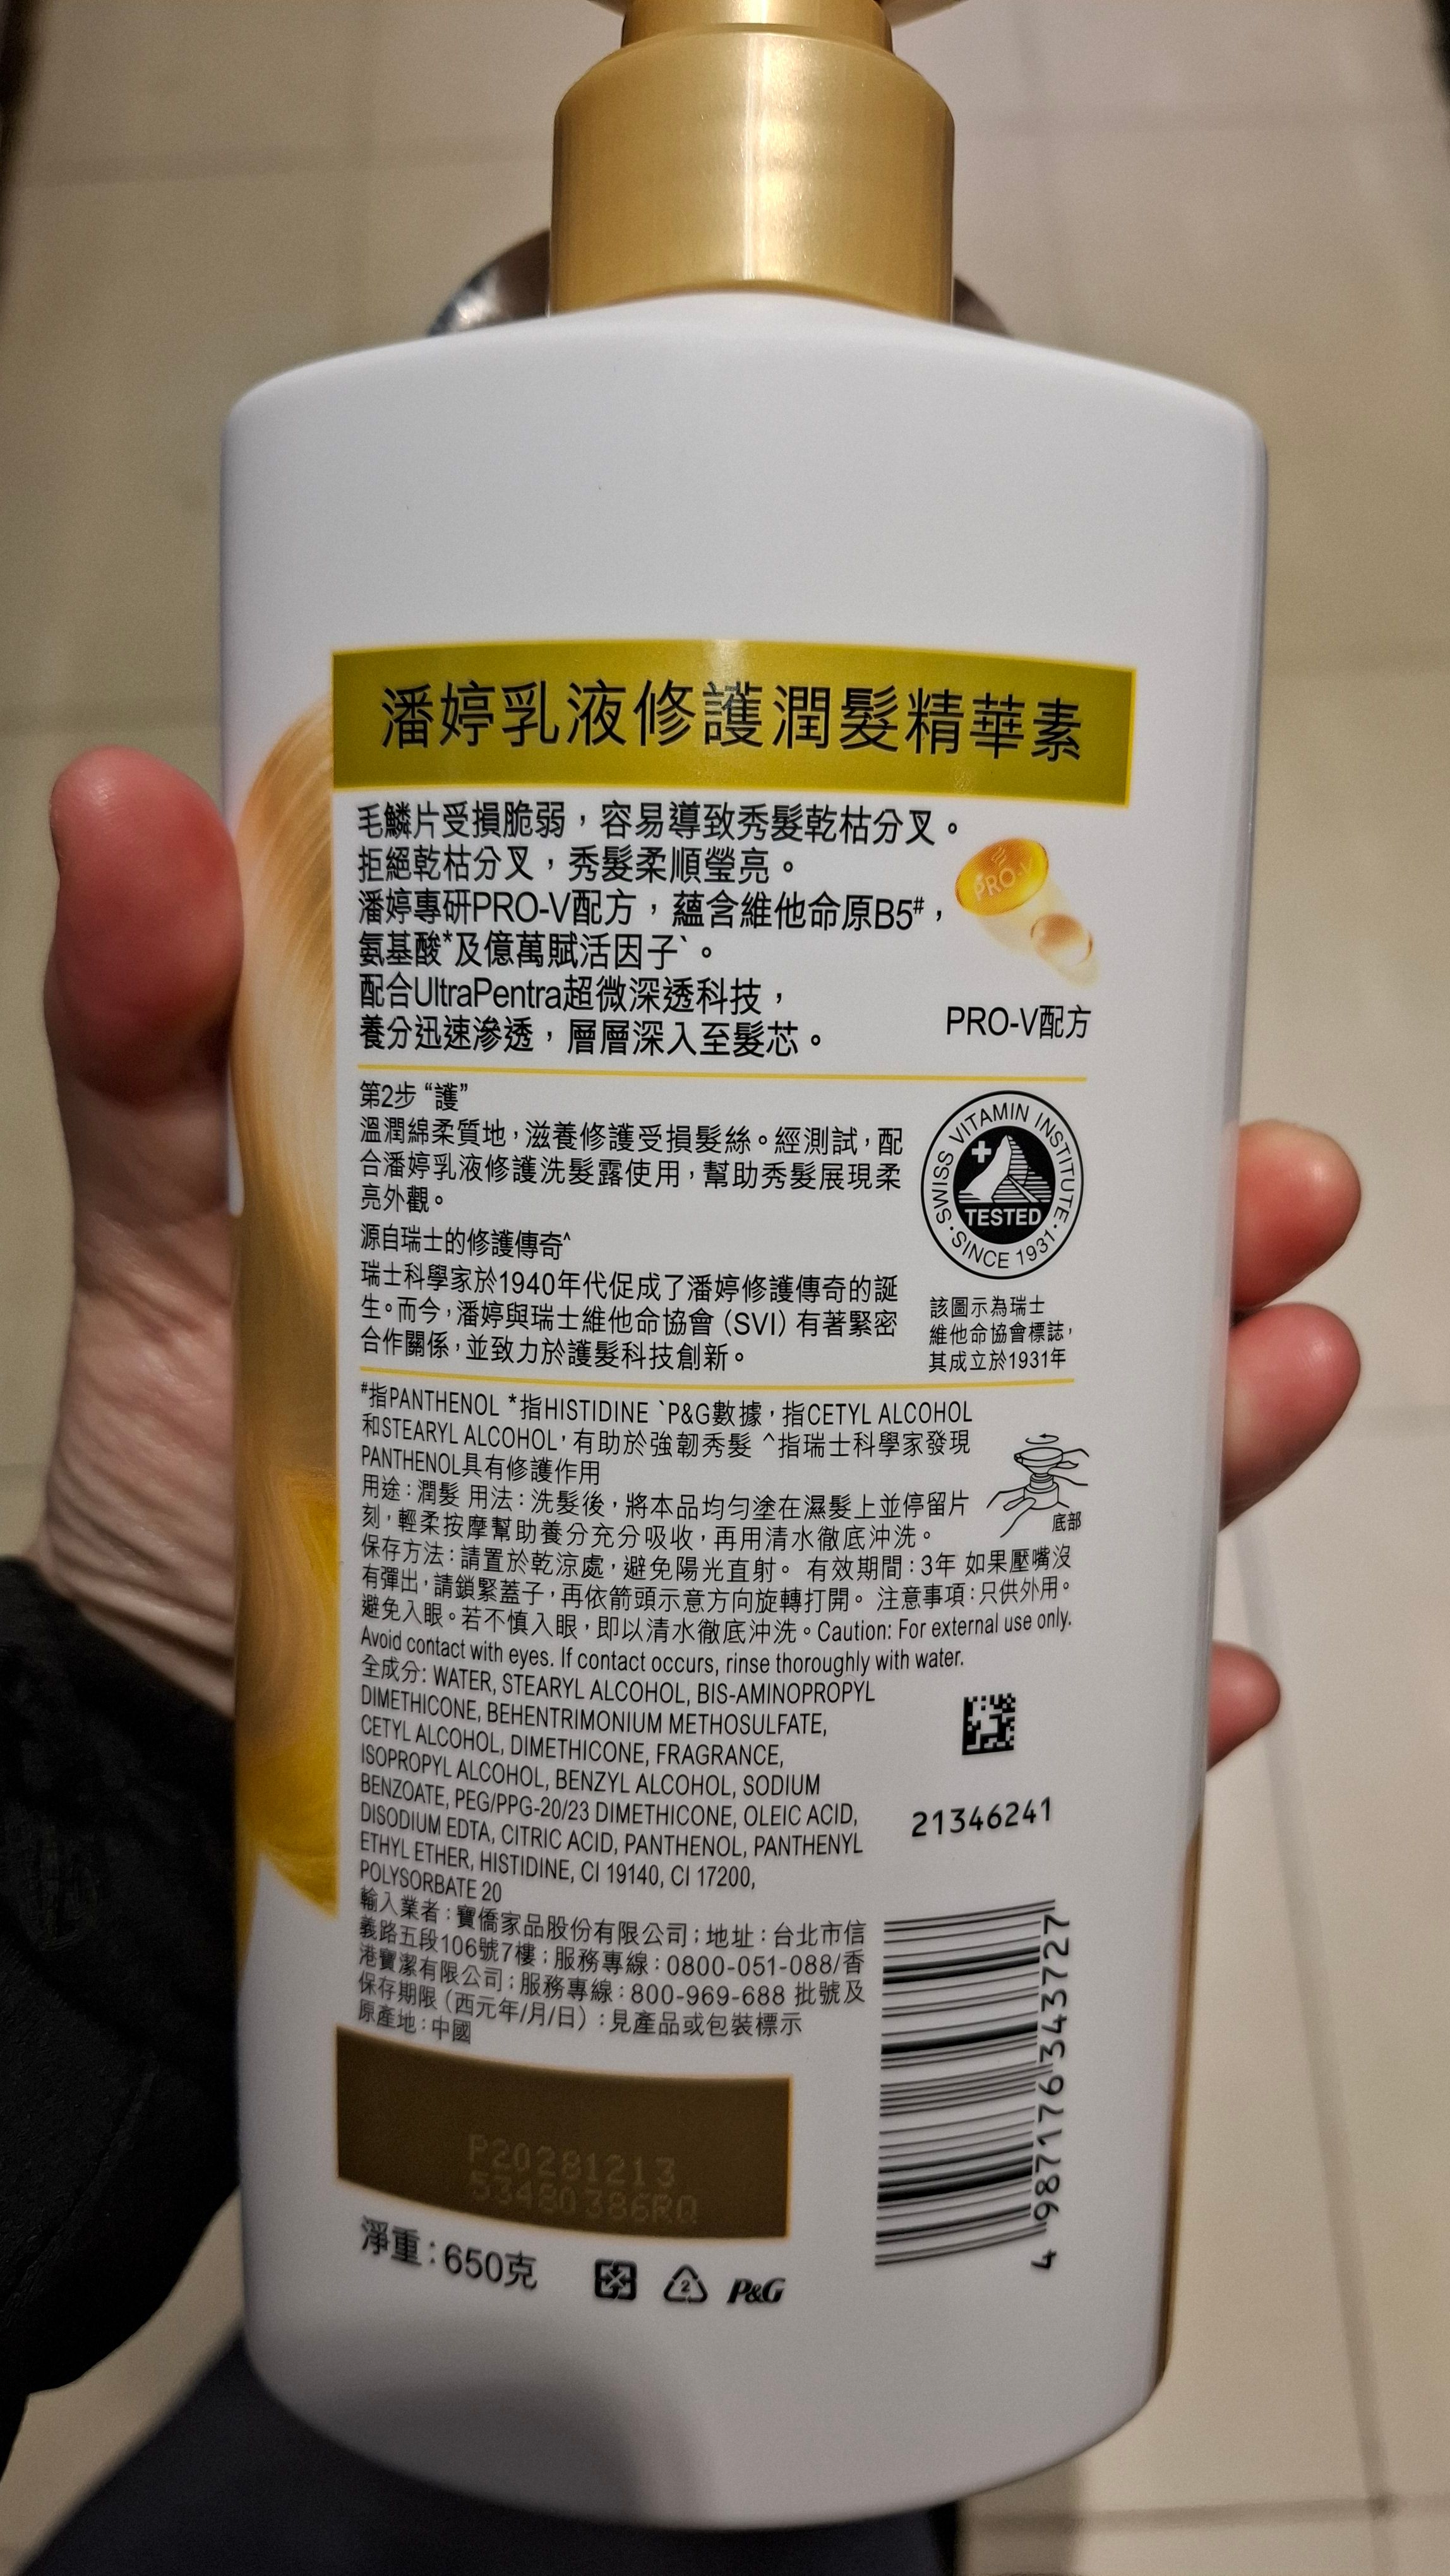 潘婷乳液修護潤髮精華素
毛鱗片受損脆弱，容易導致秀髮乾枯分叉。
拒絕乾枯分叉，秀髮柔順瑩亮。
潘婷專研PRO-V配方，蘊含維他命原B5#，
氨基酸*及億萬賦活因子`。
配合UltraPentra超微深透科技，
養分迅速滲透，層層深入至髮芯。
PRO-V
PRO-V配方
第2步 “護”
溫潤綿柔質地，滋養修護受損髮絲。經測試，配
合潘婷乳液修護洗髮露使用，幫助秀髮展現柔
亮外觀。
源自瑞士的修護傳奇^
瑞士科學家於1940年代促成了潘婷修護傳奇的誕
生。而今，潘婷與瑞士維他命協會（SVI）有著緊密
合作關係，並致力於護髮科技創新。
SWISS VITAMIN INSTITUTE
TESTED
SINCE 1931
該圖示為瑞士
維他命協會標誌，
其成立於1931年
#指PANTHENOL *指HISTIDINE `P&G數據，指CETYL ALCOHOL
和STEARYL ALCOHOL，有助於強韌秀髮 ^指瑞士科學家發現
PANTHENOL具有修護作用
用途：潤髮 用法：洗髮後，將本品均勻塗在濕髮上並停留片
刻，輕柔按摩幫助養分充分吸收，再用清水徹底沖洗。
底部
保存方法：請置於乾涼處，避免陽光直射。 有效期間：3年 如果壓嘴沒
有彈出，請鎖緊蓋子，再依箭頭示意方向旋轉打開。 注意事項：只供外用。
避免入眼。若不慎入眼，即以清水徹底沖洗。Caution: For external use only.
Avoid contact with eyes. If contact occurs, rinse thoroughly with water.
全成分: WATER, STEARYL ALCOHOL, BIS-AMINOPROPYL
DIMETHICONE, BEHENTRIMONIUM METHOSULFATE,
CETYL ALCOHOL, DIMETHICONE, FRAGRANCE,
ISOPROPYL ALCOHOL, BENZYL ALCOHOL, SODIUM
BENZOATE, PEG/PPG-20/23 DIMETHICONE, OLEIC ACID,
DISODIUM EDTA, CITRIC ACID, PANTHENOL, PANTHENYL
ETHYL ETHER, HISTIDINE, CI 19140, CI 17200,
POLYSORBATE 20
21346241
輸入業者：寶僑家品股份有限公司；地址：台北市信
義路五段106號7樓；服務專線：0800-051-088/香
港寶潔有限公司；服務專線：800-969-688 批號及
保存期限（西元年/月/日）：見產品或包裝標示
原產地：中國
4 987176 343727
P20281213
53480386RQ
淨重：650克
2
P&G